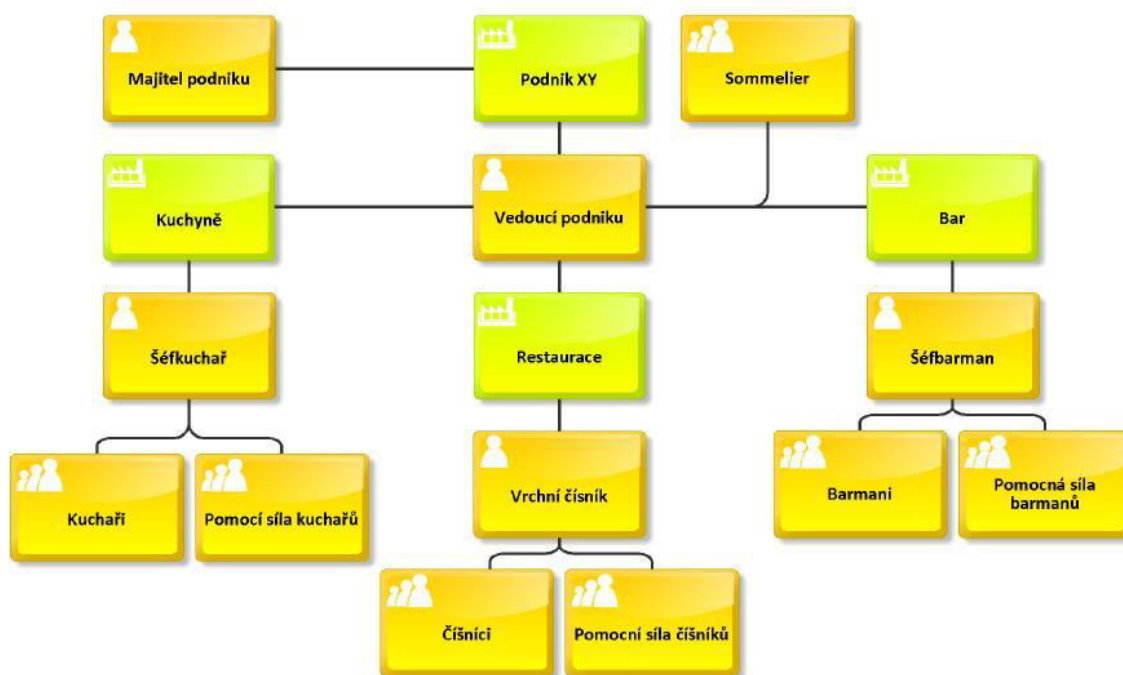 Majitel podniku
Podnik XY
Sommelier
Kuchyně
Vedoucí podniku
Bar
Šéfkuchař
Restaurace
Šéfbarman
Kuchaři
Pomocí síla kuchařů
Vrchní čísník
Barmani
Pomocná síla
barmanů
Číšníci
Pomocní síla číšníků